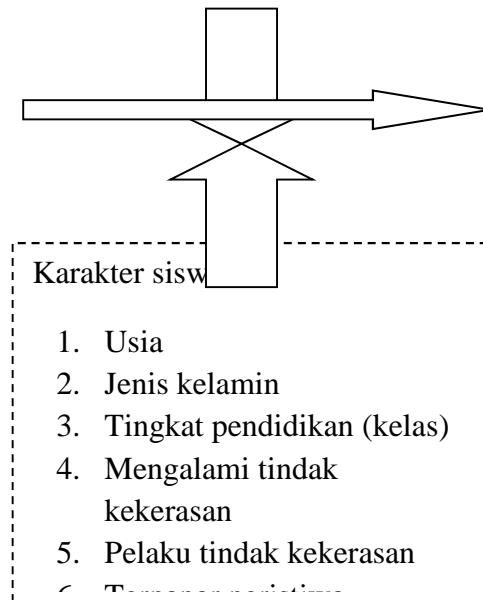 Karakter sisw
1. Usia
2. Jenis kelamin
3. Tingkat pendidikan (kelas)
4. Mengalami tindak
kekerasan
5. Pelaku tindak kekerasan